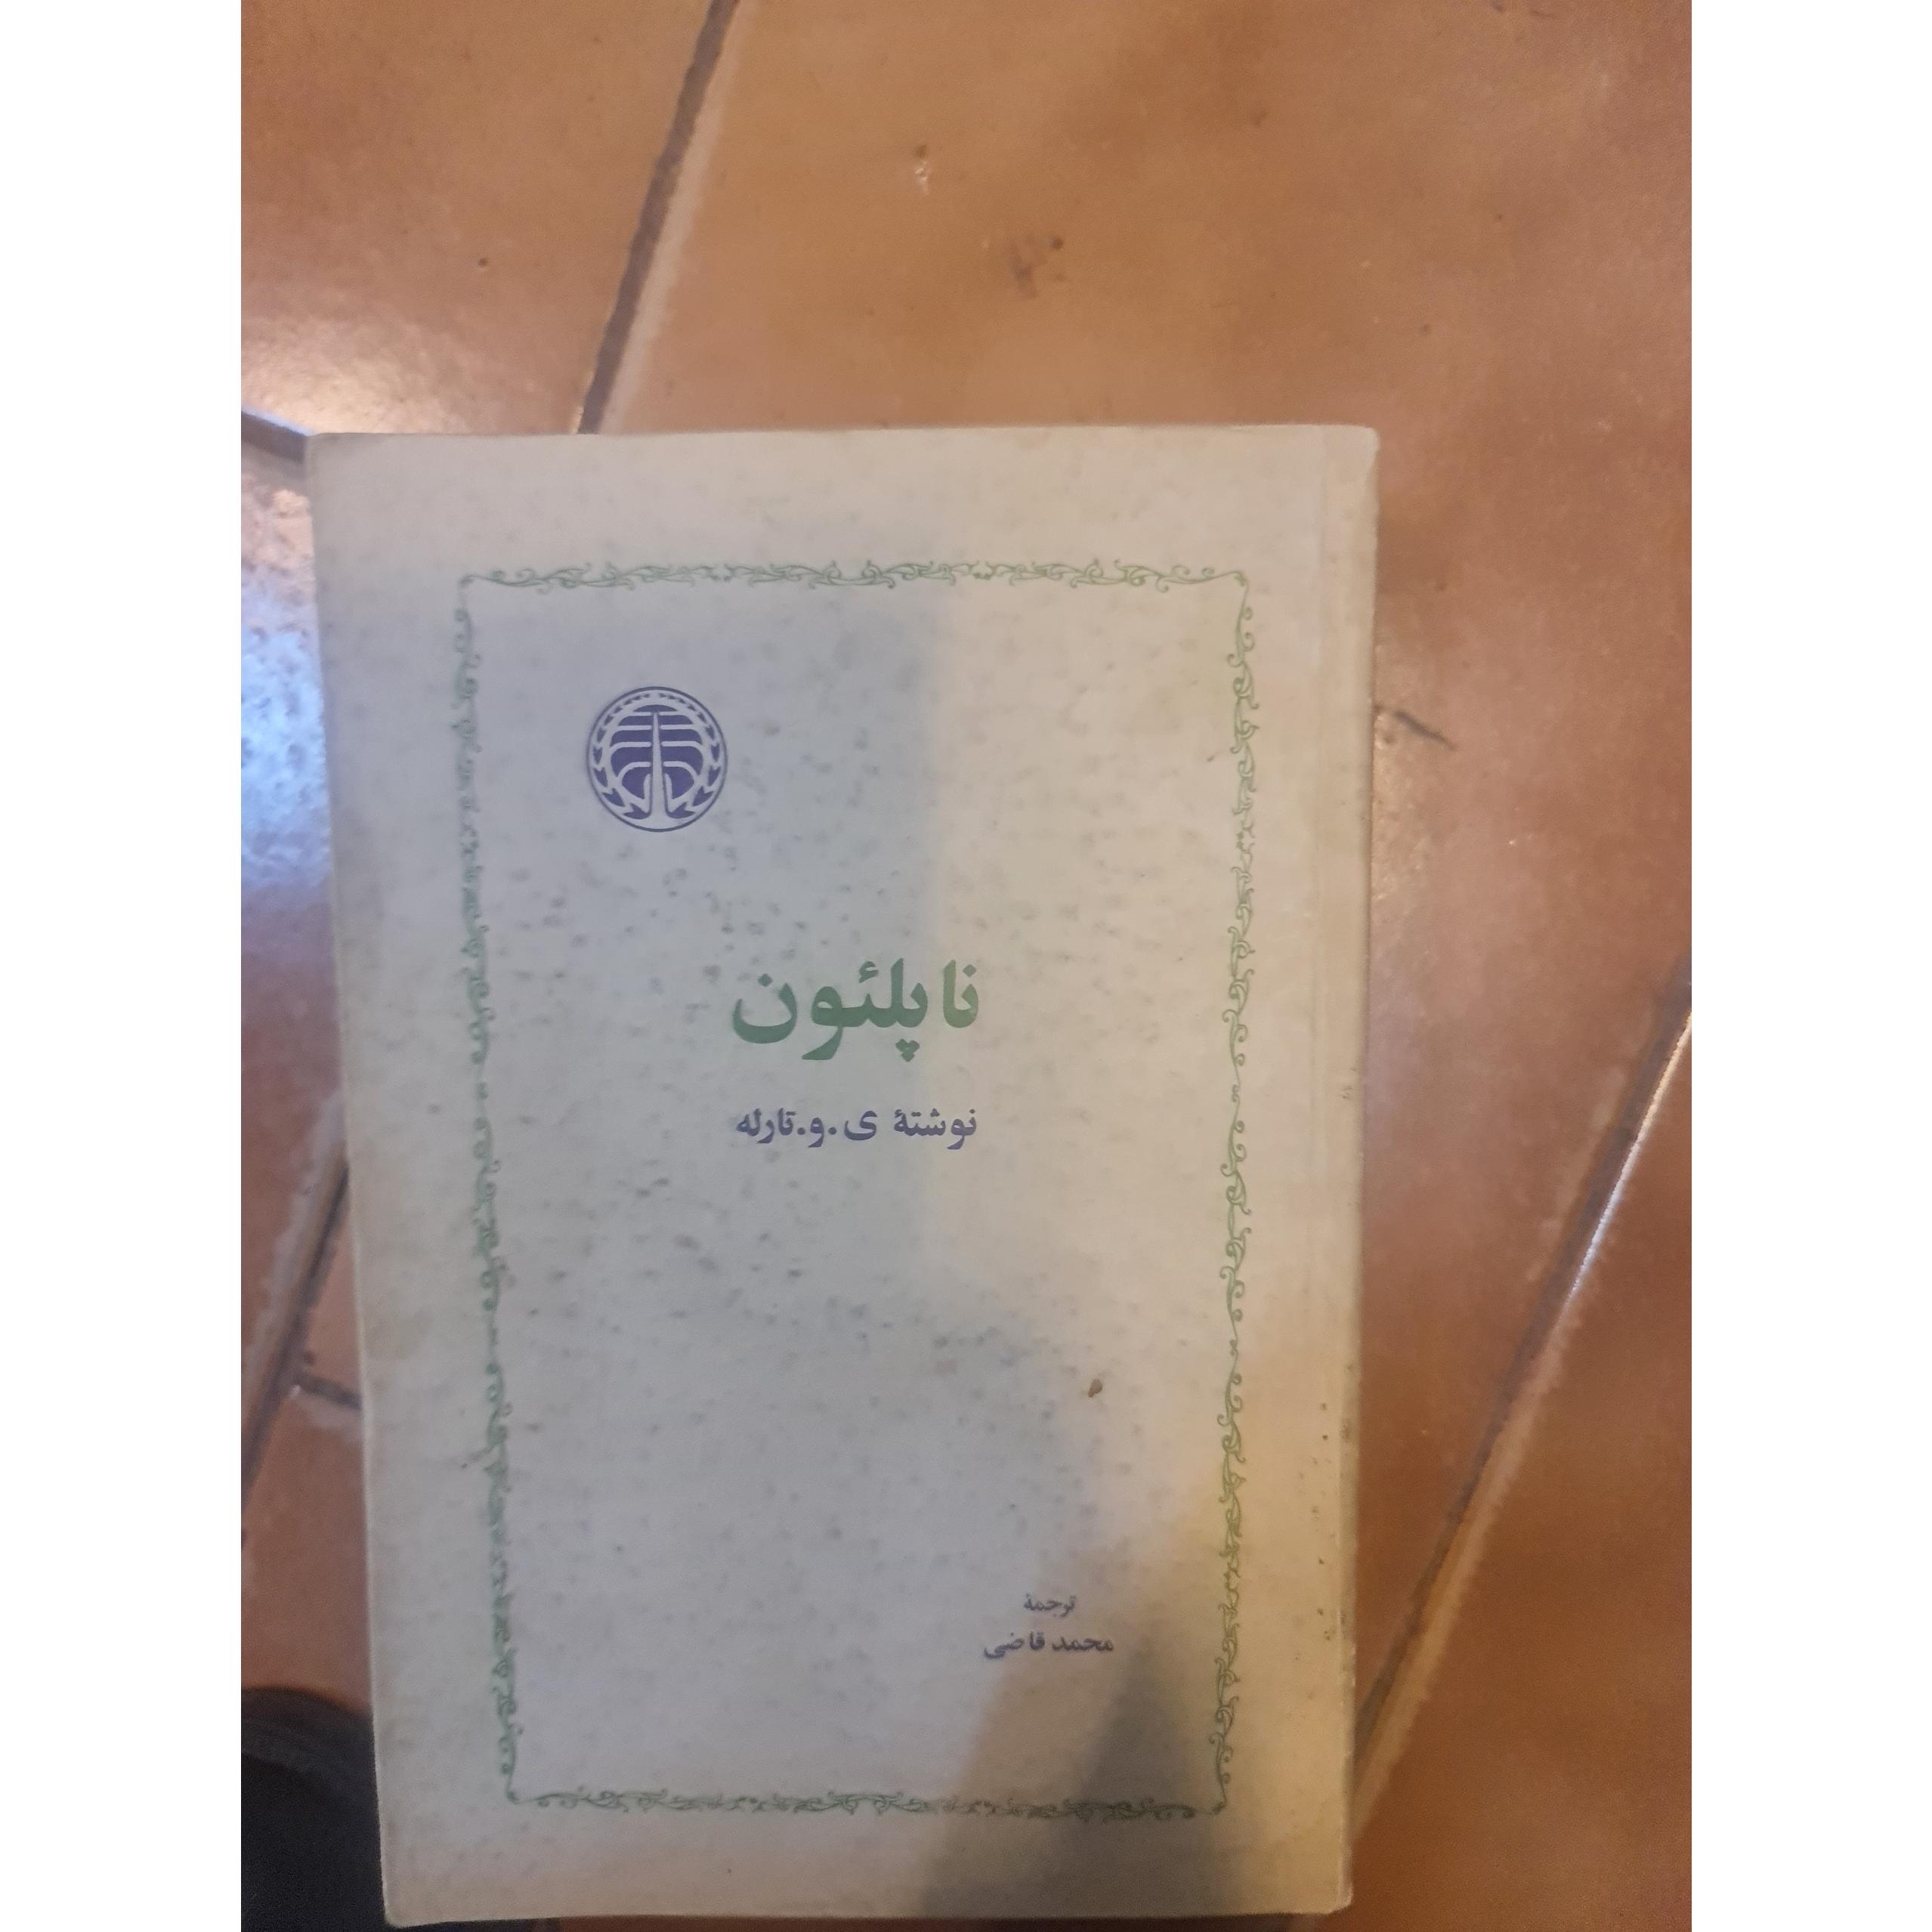 ناپلئون
نوشتهٔ ی.و.تارله
ترجمهٔ
محمد قاضی